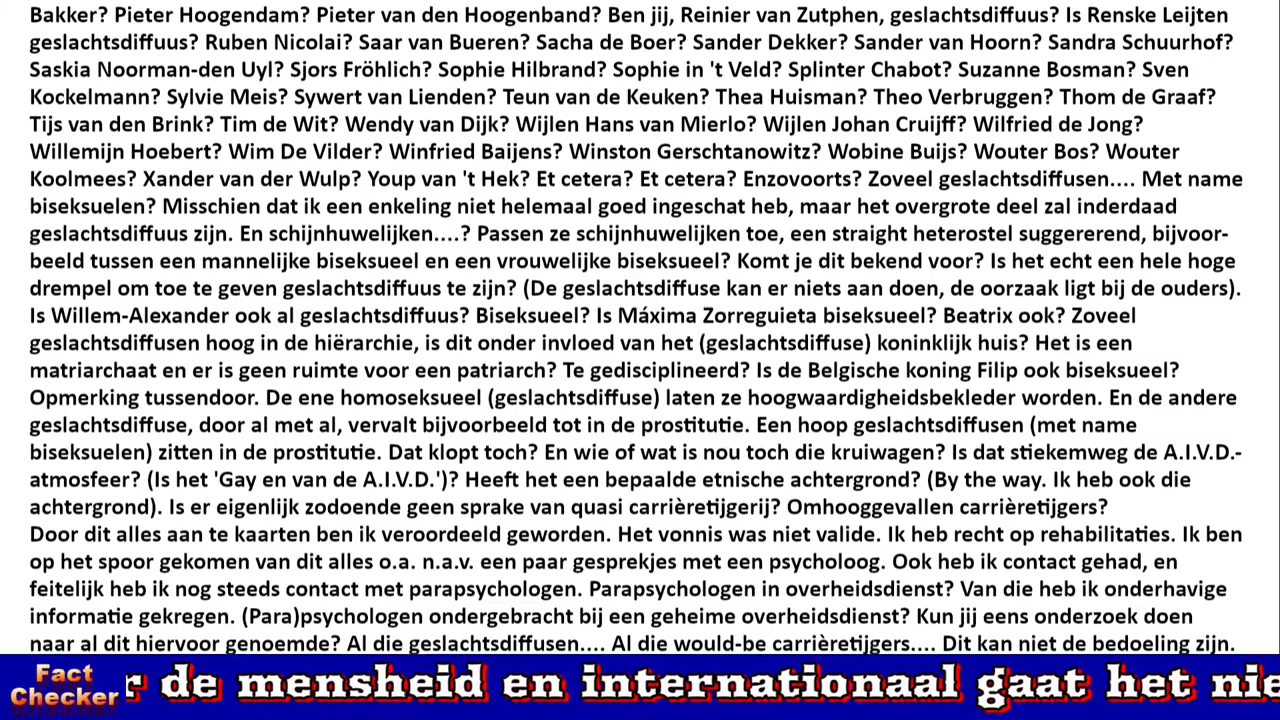 Bakker? Pieter Hoogendam? Pieter van den Hoogenband? Ben jij, Reinier van Zutphen, geslachtsdiffuus? Is Renske Leijten
geslachtsdiffuus? Ruben Nicolai? Saar van Bueren? Sacha de Boer? Sander Dekker? Sander van Hoorn? Sandra Schuurhof?
Saskia Noorman-den Uyl? Sjors Fröhlich? Sophie Hilbrand? Sophie in 't Veld? Splinter Chabot? Suzanne Bosman? Sven
Kockelmann? Sylvie Meis? Sywert van Lienden? Teun van de Keuken? Thea Huisman? Theo Verbruggen? Thom de Graaf?
Tijs van den Brink? Tim de Wit? Wendy van Dijk? Wijlen Hans van Mierlo? Wijlen Johan Cruijff? Wilfried de Jong?
Willemijn Hoebert? Wim De Vilder? Winfried Baijens? Winston Gerschtanowitz? Wobine Buijs? Wouter Bos? Wouter
Koolmees? Xander van der Wulp? Youp van 't Hek? Et cetera? Et cetera? Enzovoorts? Zoveel geslachtsdiffusen.... Met name
biseksuelen? Misschien dat ik een enkeling niet helemaal goed ingeschat heb, maar het overgrote deel zal inderdaad
geslachtsdiffuus zijn. En schijnhuwelijken....? Passen ze schijnhuwelijken toe, een straight heterostel suggererend, bijvoor-
beeld tussen een mannelijke biseksueel en een vrouwelijke biseksueel? Komt je dit bekend voor? Is het echt een hele hoge
drempel om toe te geven geslachtsdiffuus te zijn? (De geslachtsdiffuse kan er niets aan doen, de oorzaak ligt bij de ouders).
Is Willem-Alexander ook al geslachtsdiffuus? Biseksueel? Is Máxima Zorreguieta biseksueel? Beatrix ook? Zoveel
geslachtsdiffusen hoog in de hiërarchie, is dit onder invloed van het (geslachtsdiffuse) koninklijk huis? Het is een
matriarchaat en er is geen ruimte voor een patriarch? Te gedisciplineerd? Is de Belgische koning Filip ook biseksueel?
Opmerking tussendoor. De ene homoseksueel (geslachtsdiffuse) laten ze hoogwaardigheidsbekleder worden. En de andere
geslachtsdiffuse, door al met al, vervalt bijvoorbeeld tot in de prostitutie. Een hoop geslachtsdiffusen (met name
biseksuelen) zitten in de prostitutie. Dat klopt toch? En wie of wat is nou toch die kruiwagen? Is dat stiekemweg de A.I.V.D.-
atmosfeer? (Is het 'Gay en van de A.I.V.D.')? Heeft het een bepaalde etnische achtergrond? (By the way. Ik heb ook die
achtergrond). Is er eigenlijk zodoende geen sprake van quasi carrièretijgerij? Omhooggevallen carrièretijgers?
Door dit alles aan te kaarten ben ik veroordeeld geworden. Het vonnis was niet valide. Ik heb recht op rehabilitaties. Ik ben
op het spoor gekomen van dit alles o.a. n.a.v. een paar gesprekjes met een psycholoog. Ook heb ik contact gehad, en
feitelijk heb ik nog steeds contact met parapsychologen. Parapsychologen in overheidsdienst? Van die heb ik onderhavige
informatie gekregen. (Para)psychologen ondergebracht bij een geheime overheidsdienst? Kun jij eens onderzoek doen
naar al dit hiervoor genoemde? Al die geslachtsdiffusen.... Al die would-be carrièretijgers.... Dit kan niet de bedoeling zijn.
Fact
Checker
r de mensheid en internationaal gaat het nie